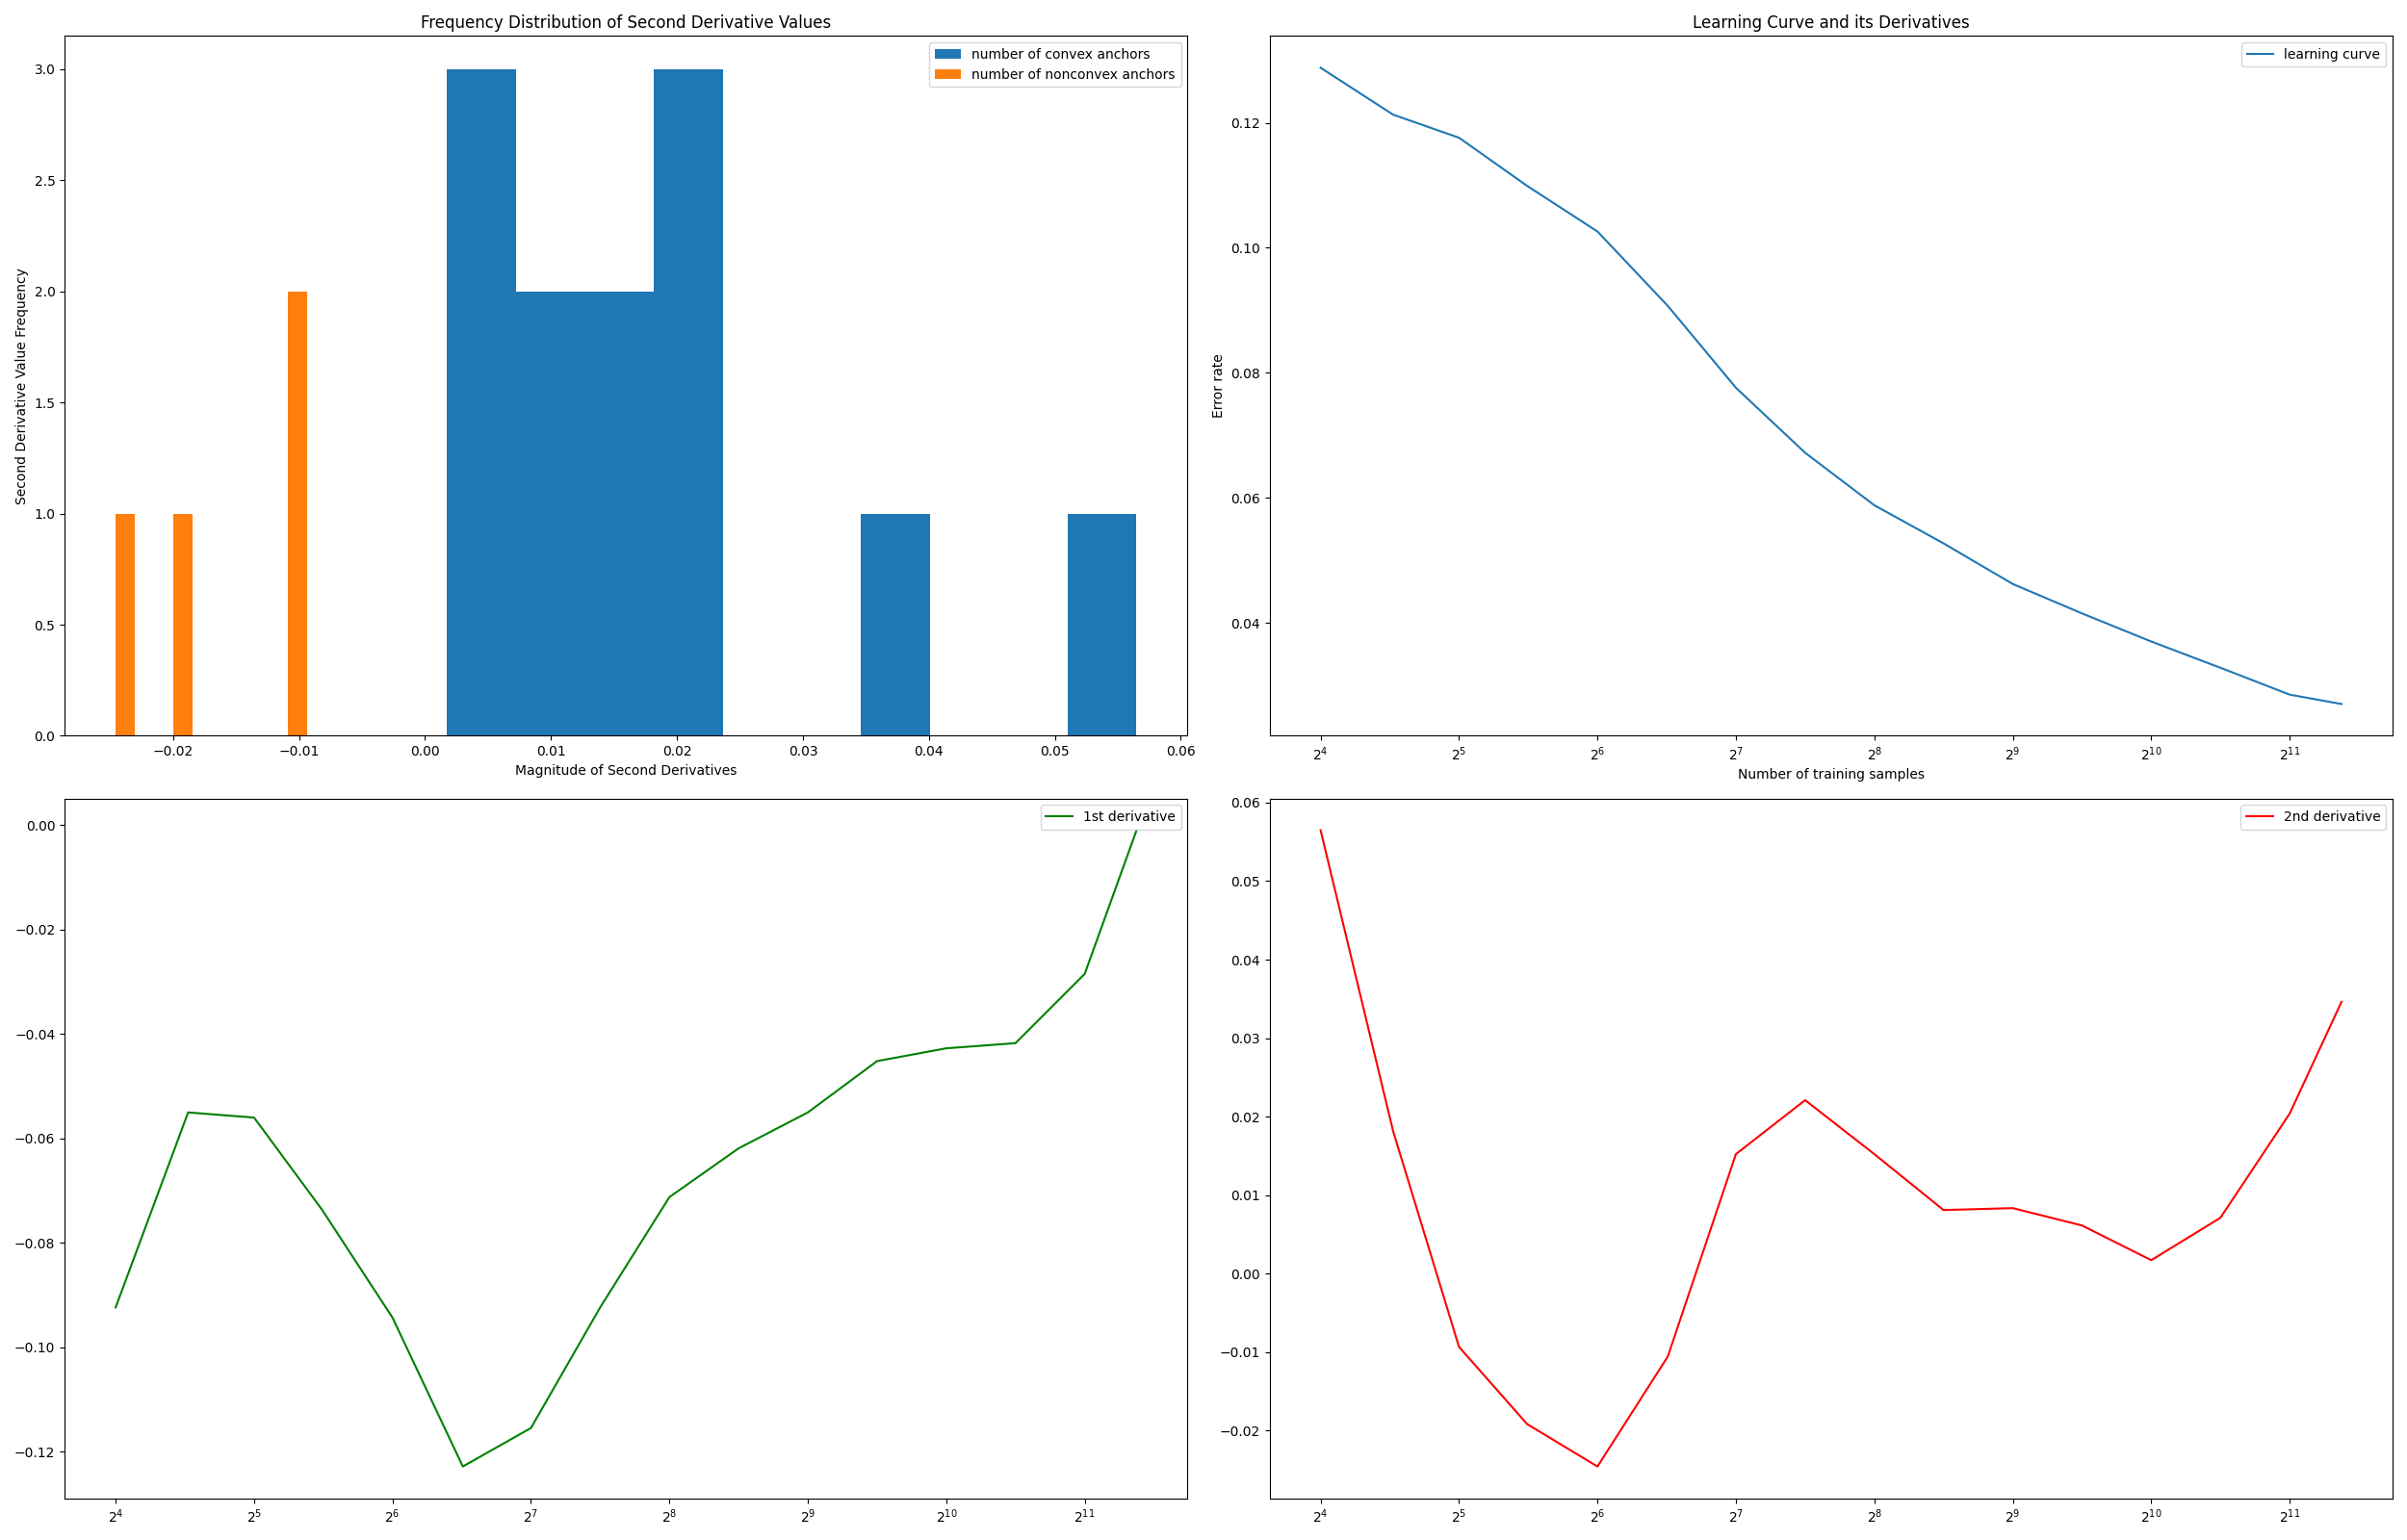 Frequency Distribution of Second Derivative Values
number of convex anchors
number of nonconvex anchors
3.0
2.5
2.0
1.5
1.0
0.5
0.0
Second Derivative Value Frequency
−0.02 −0.01 0.00 0.01 0.02 0.03 0.04 0.05 0.06
Magnitude of Second Derivatives
Learning Curve and its Derivatives
learning curve
0.12
0.10
0.08
0.06
0.04
Error rate
2⁴ 2⁵ 2⁶ 2⁷ 2⁸ 2⁹ 2¹⁰ 2¹¹
Number of training samples
1st derivative
0.00
−0.02
−0.04
−0.06
−0.08
−0.10
−0.12
2⁴ 2⁵ 2⁶ 2⁷ 2⁸ 2⁹ 2¹⁰ 2¹¹
2nd derivative
0.06
0.05
0.04
0.03
0.02
0.01
0.00
−0.01
−0.02
2⁴ 2⁵ 2⁶ 2⁷ 2⁸ 2⁹ 2¹⁰ 2¹¹